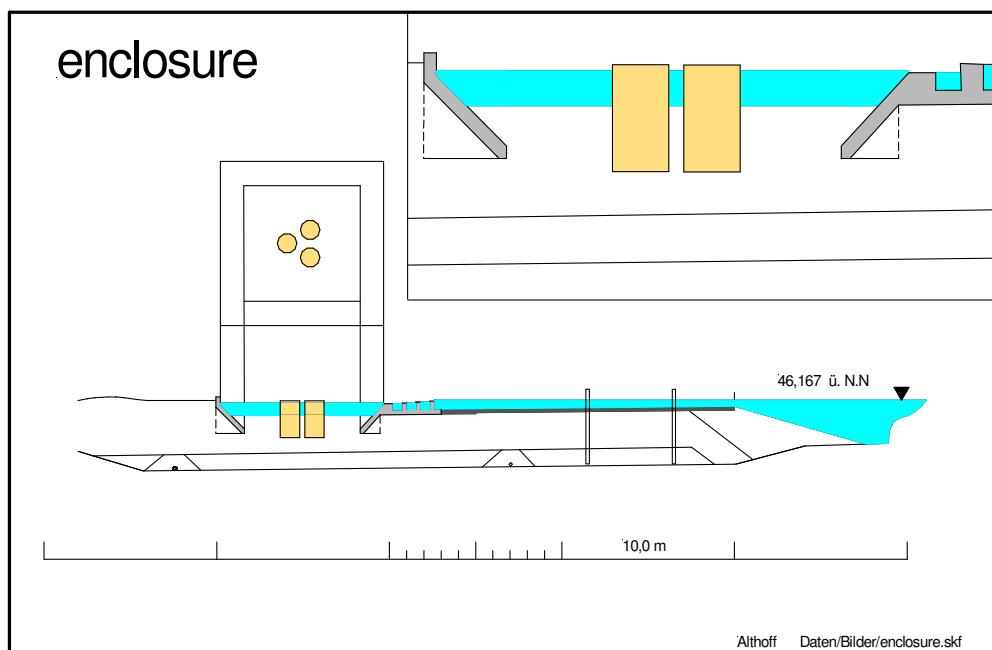 enclosure
46,167 ü. N.N
10,0 m
Althoff Daten/Bilder/enclosure.skf